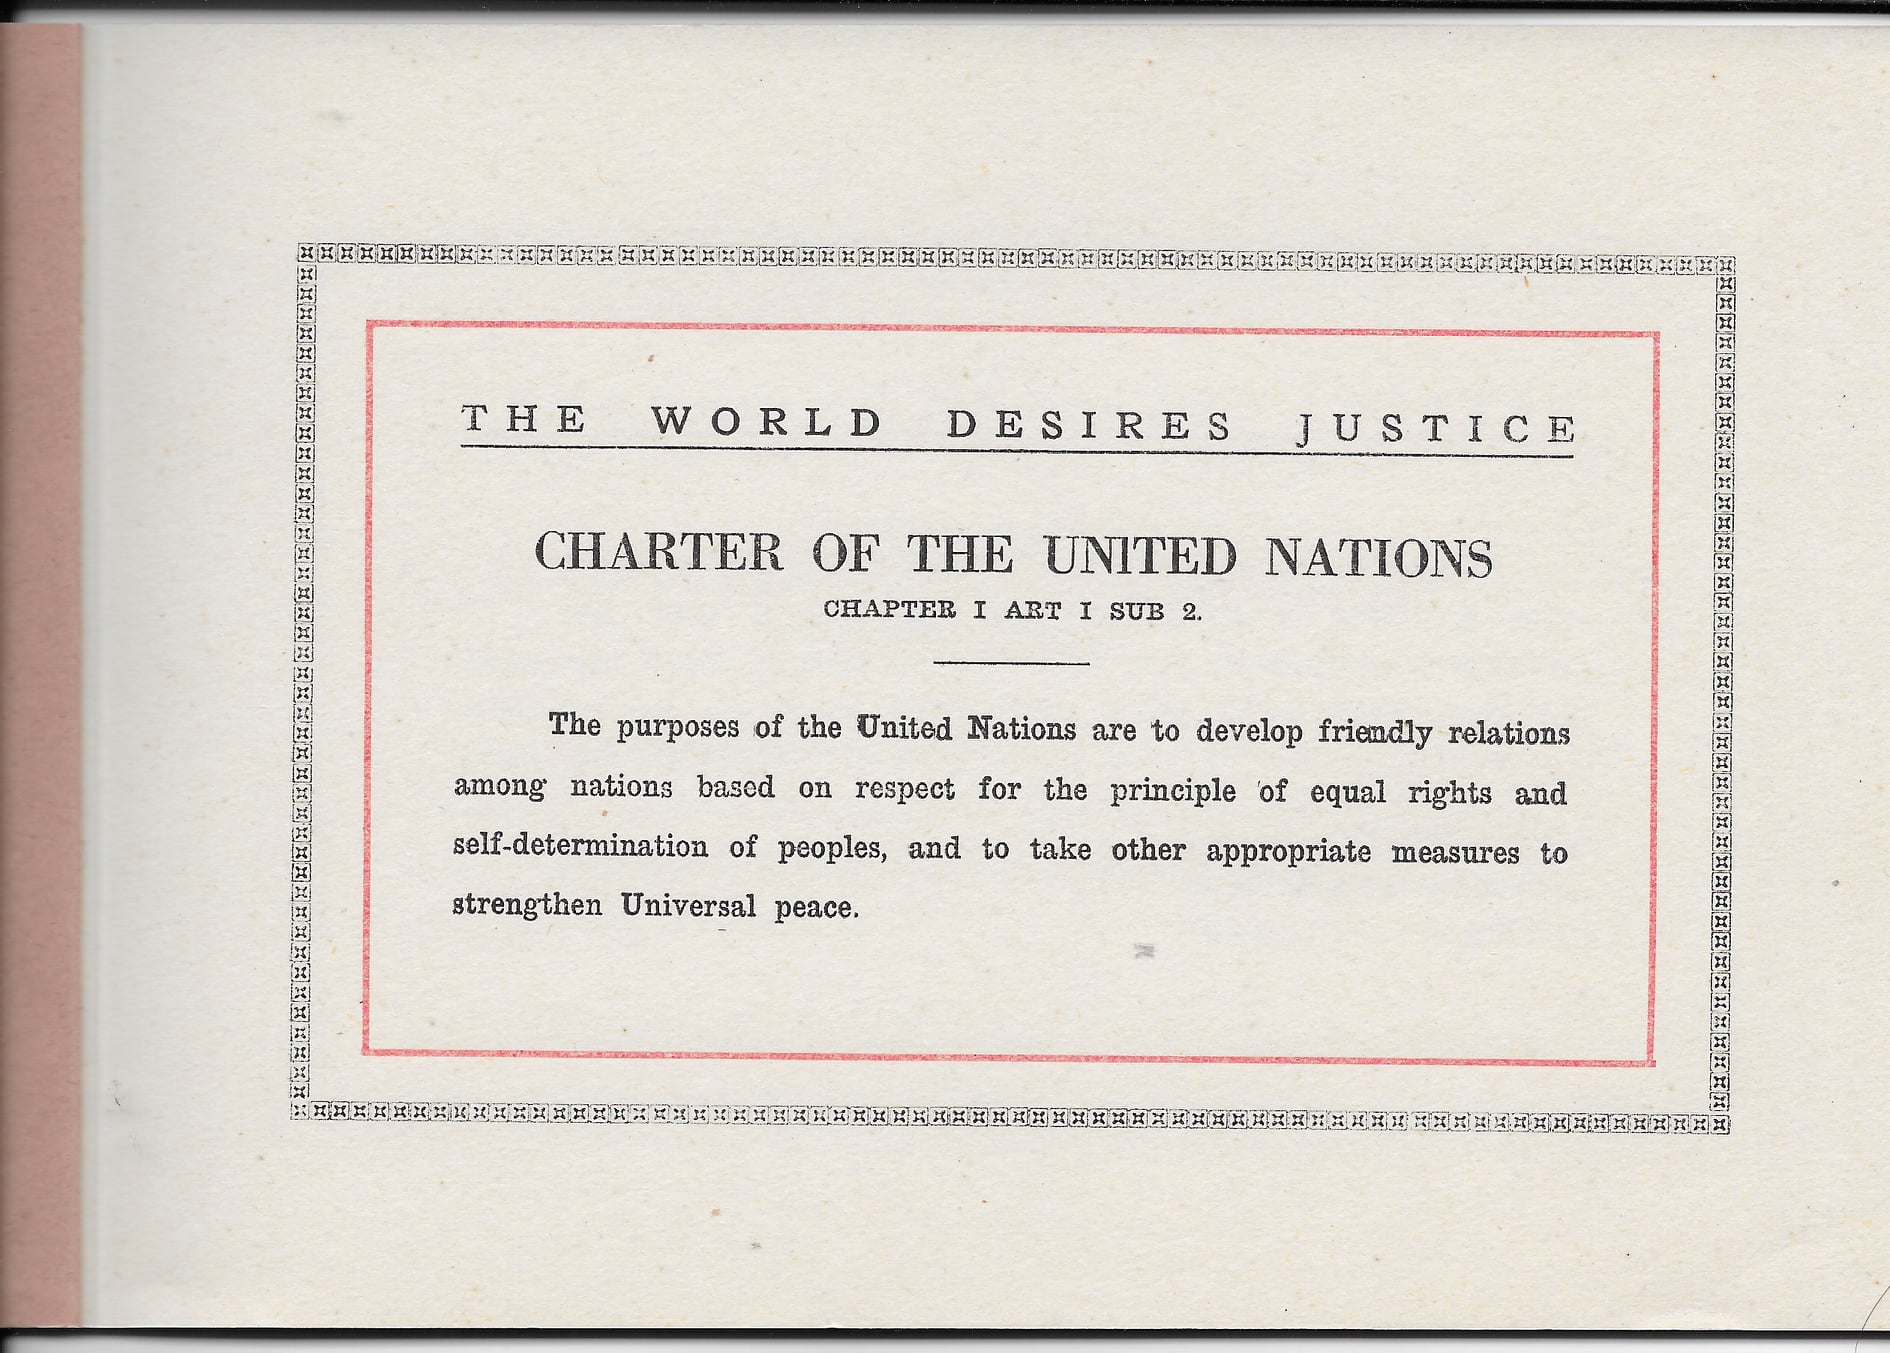 THE WORLD DESIRES JUSTICE
CHARTER OF THE UNITED NATIONS
CHAPTER I ART I SUB 2.
The purposes of the United Nations are to develop friendly relations
among nations based on respect for the principle of equal rights and
self-determination of peoples, and to take other appropriate measures to
strengthen Universal peace.